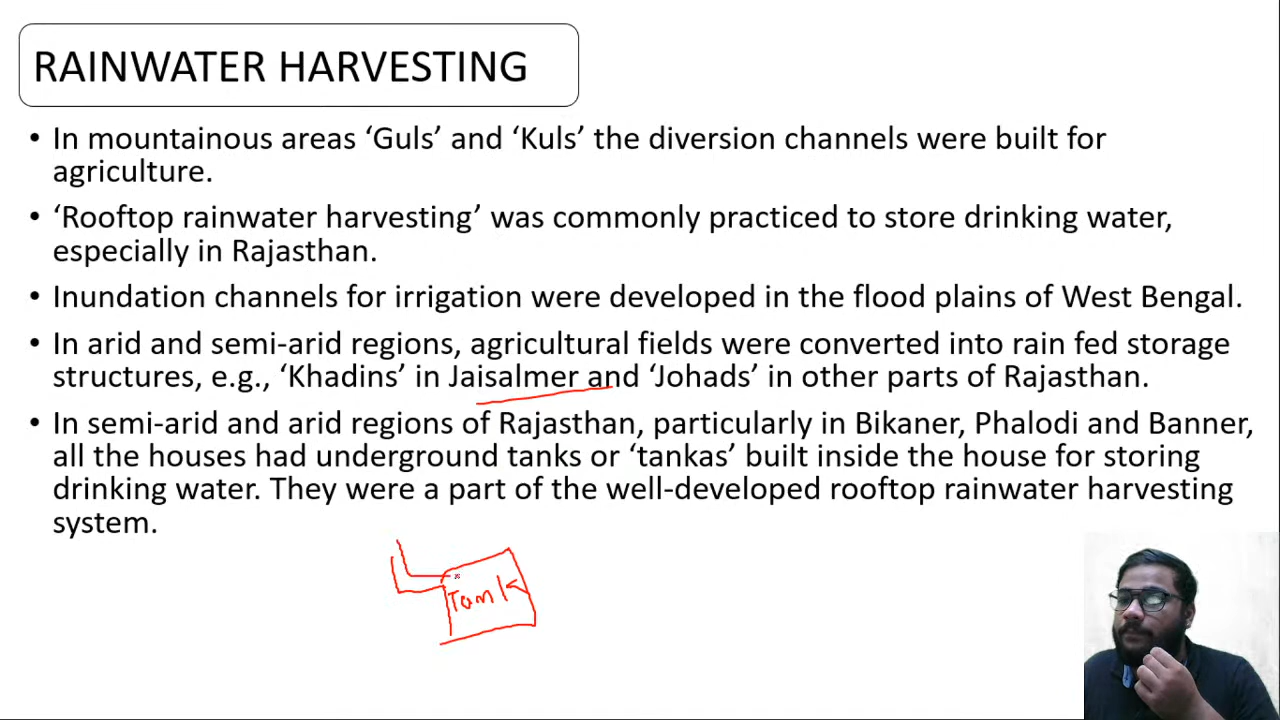 RAINWATER HARVESTING
• In mountainous areas ‘Guls’ and ‘Kuls’ the diversion channels were built for
agriculture.
• ‘Rooftop rainwater harvesting’ was commonly practiced to store drinking water,
especially in Rajasthan.
• Inundation channels for irrigation were developed in the flood plains of West Bengal.
• In arid and semi-arid regions, agricultural fields were converted into rain fed storage
structures, e.g., ‘Khadins’ in Jaisalmer and ‘Johads’ in other parts of Rajasthan.
• In semi-arid and arid regions of Rajasthan, particularly in Bikaner, Phalodi and Banner,
all the houses had underground tanks or ‘tankas’ built inside the house for storing
drinking water. They were a part of the well-developed rooftop rainwater harvesting
system.
Tank